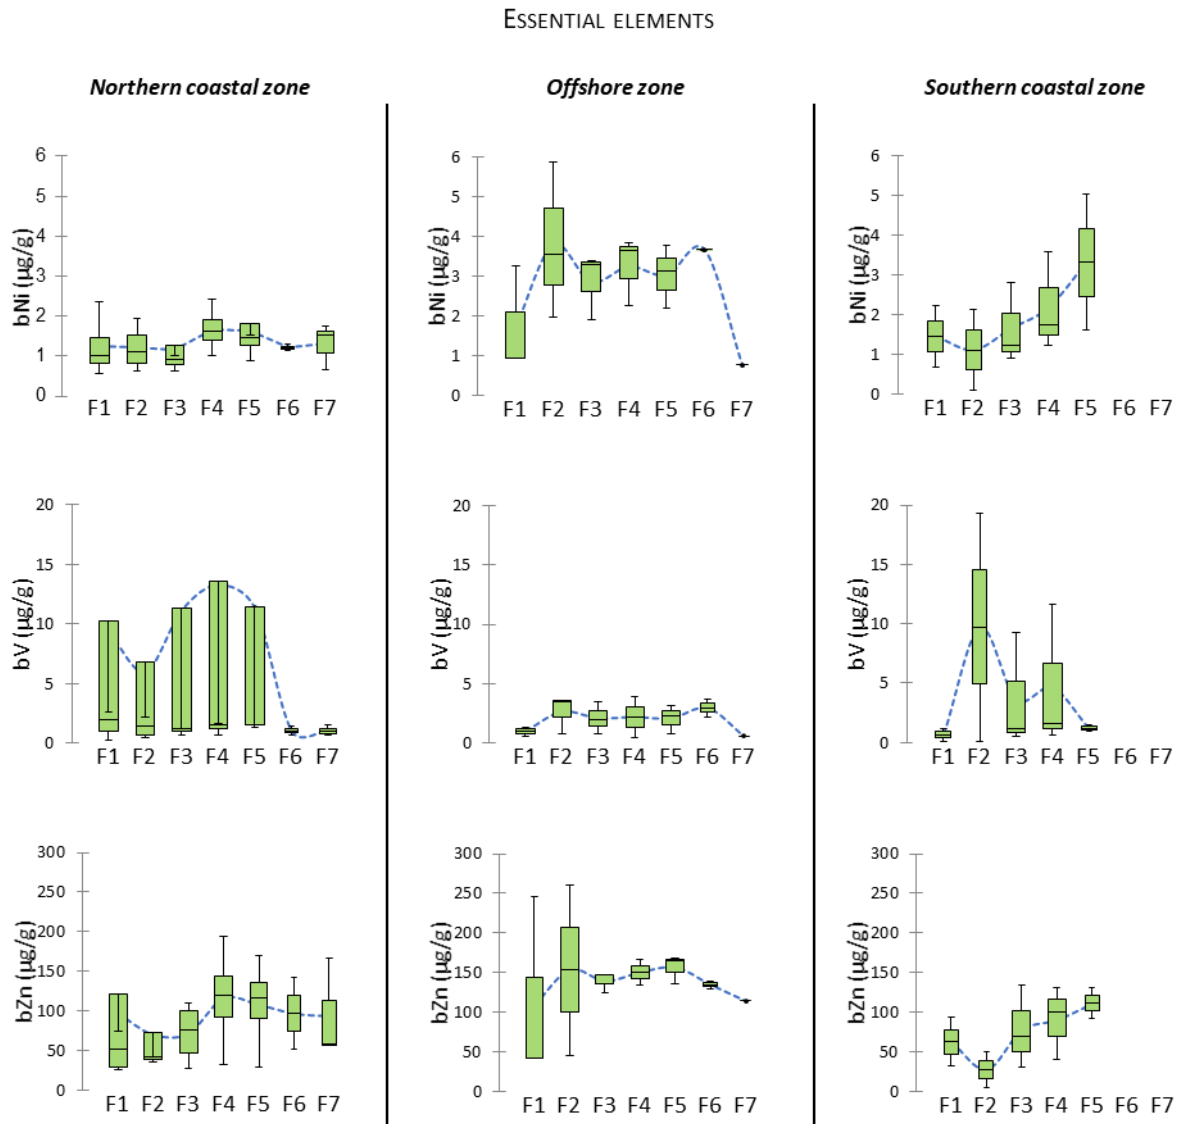 ESSENTIAL ELEMENTS
Northern coastal zone
Offshore zone
Southern coastal zone
bNi (µg/g)
6
5
4
3
2
1
0
F1 F2 F3 F4 F5 F6 F7
bNi (µg/g)
6
5
4
3
2
1
0
F1 F2 F3 F4 F5 F6 F7
bNi (µg/g)
6
5
4
3
2
1
0
F1 F2 F3 F4 F5 F6 F7
bV (µg/g)
20
15
10
5
0
F1 F2 F3 F4 F5 F6 F7
bV (µg/g)
20
15
10
5
0
F1 F2 F3 F4 F5 F6 F7
bV (µg/g)
20
15
10
5
0
F1 F2 F3 F4 F5 F6 F7
bZn (µg/g)
300
250
200
150
100
50
0
F1 F2 F3 F4 F5 F6 F7
bZn (µg/g)
300
250
200
150
100
50
0
F1 F2 F3 F4 F5 F6 F7
bZn (µg/g)
300
250
200
150
100
50
0
F1 F2 F3 F4 F5 F6 F7